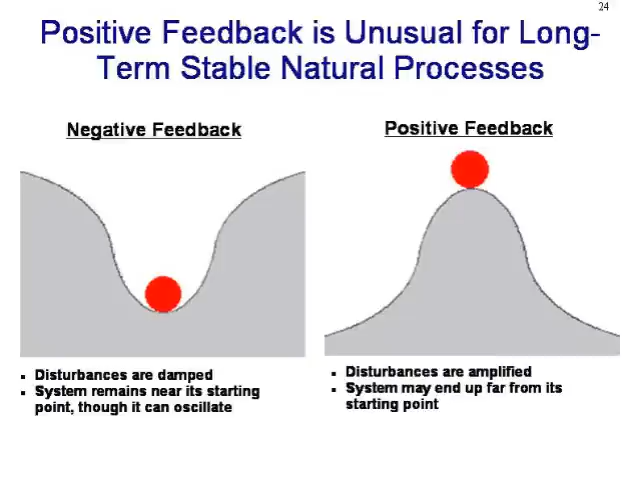 24
Positive Feedback is Unusual for Long-
Term Stable Natural Processes
Negative Feedback
Positive Feedback
▪ Disturbances are damped
▪ System remains near its starting
point, though it can oscillate
▪ Disturbances are amplified
▪ System may end up far from its
starting point